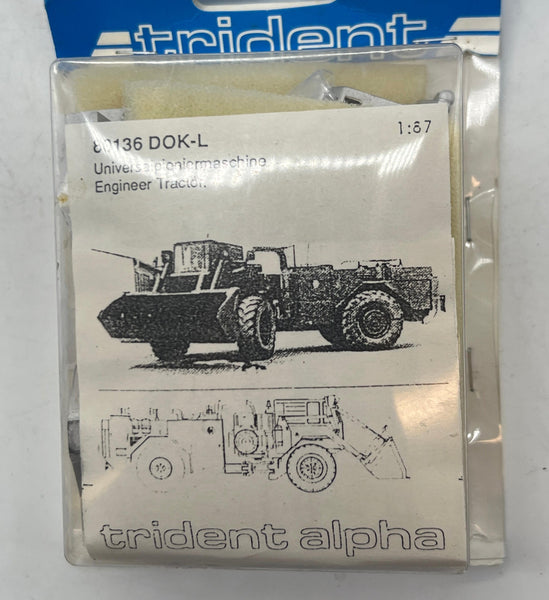 trident
80136 DOK-L
1:87
Universalpioniermaschine
Engineer Tractor.
trident alpha